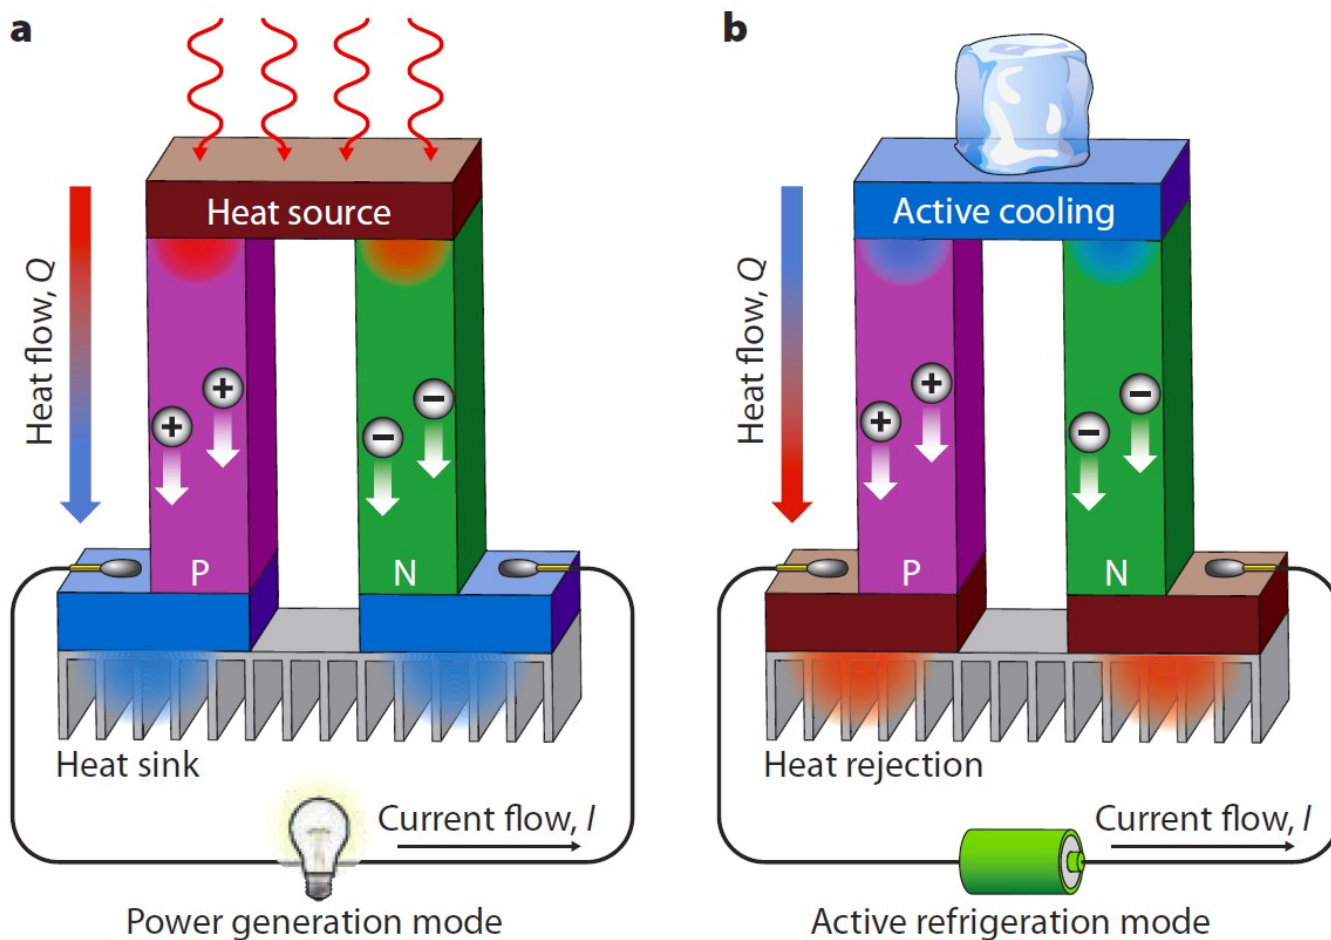 a
Heat source
Heat flow, Q
+
+
−
−
P
N
Heat sink
Current flow, I
Power generation mode
b
Active cooling
Heat flow, Q
+
+
−
−
P
N
Heat rejection
Current flow, I
Active refrigeration mode